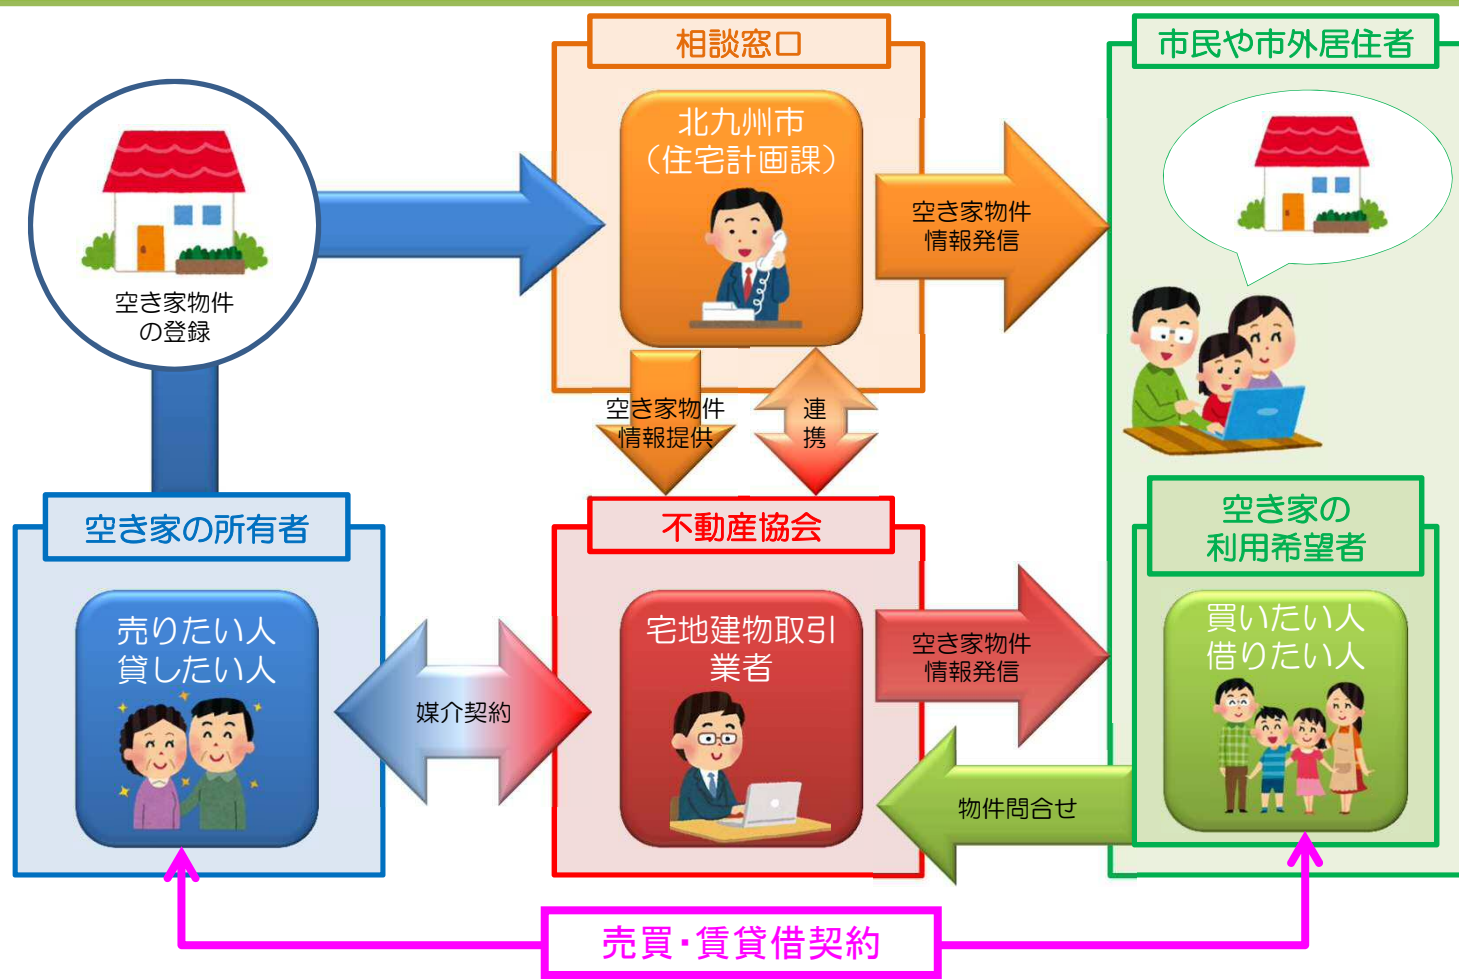 相談窓口
北九州市
（住宅計画課）
市民や市外居住者
空き家物件
の登録
空き家物件
情報発信
空き家物件
情報提供
連
携
空き家の所有者
売りたい人
貸したい人
媒介契約
不動産協会
宅地建物取引
業者
空き家物件
情報発信
物件問合せ
空き家の
利用希望者
買いたい人
借りたい人
売買・賃貸借契約